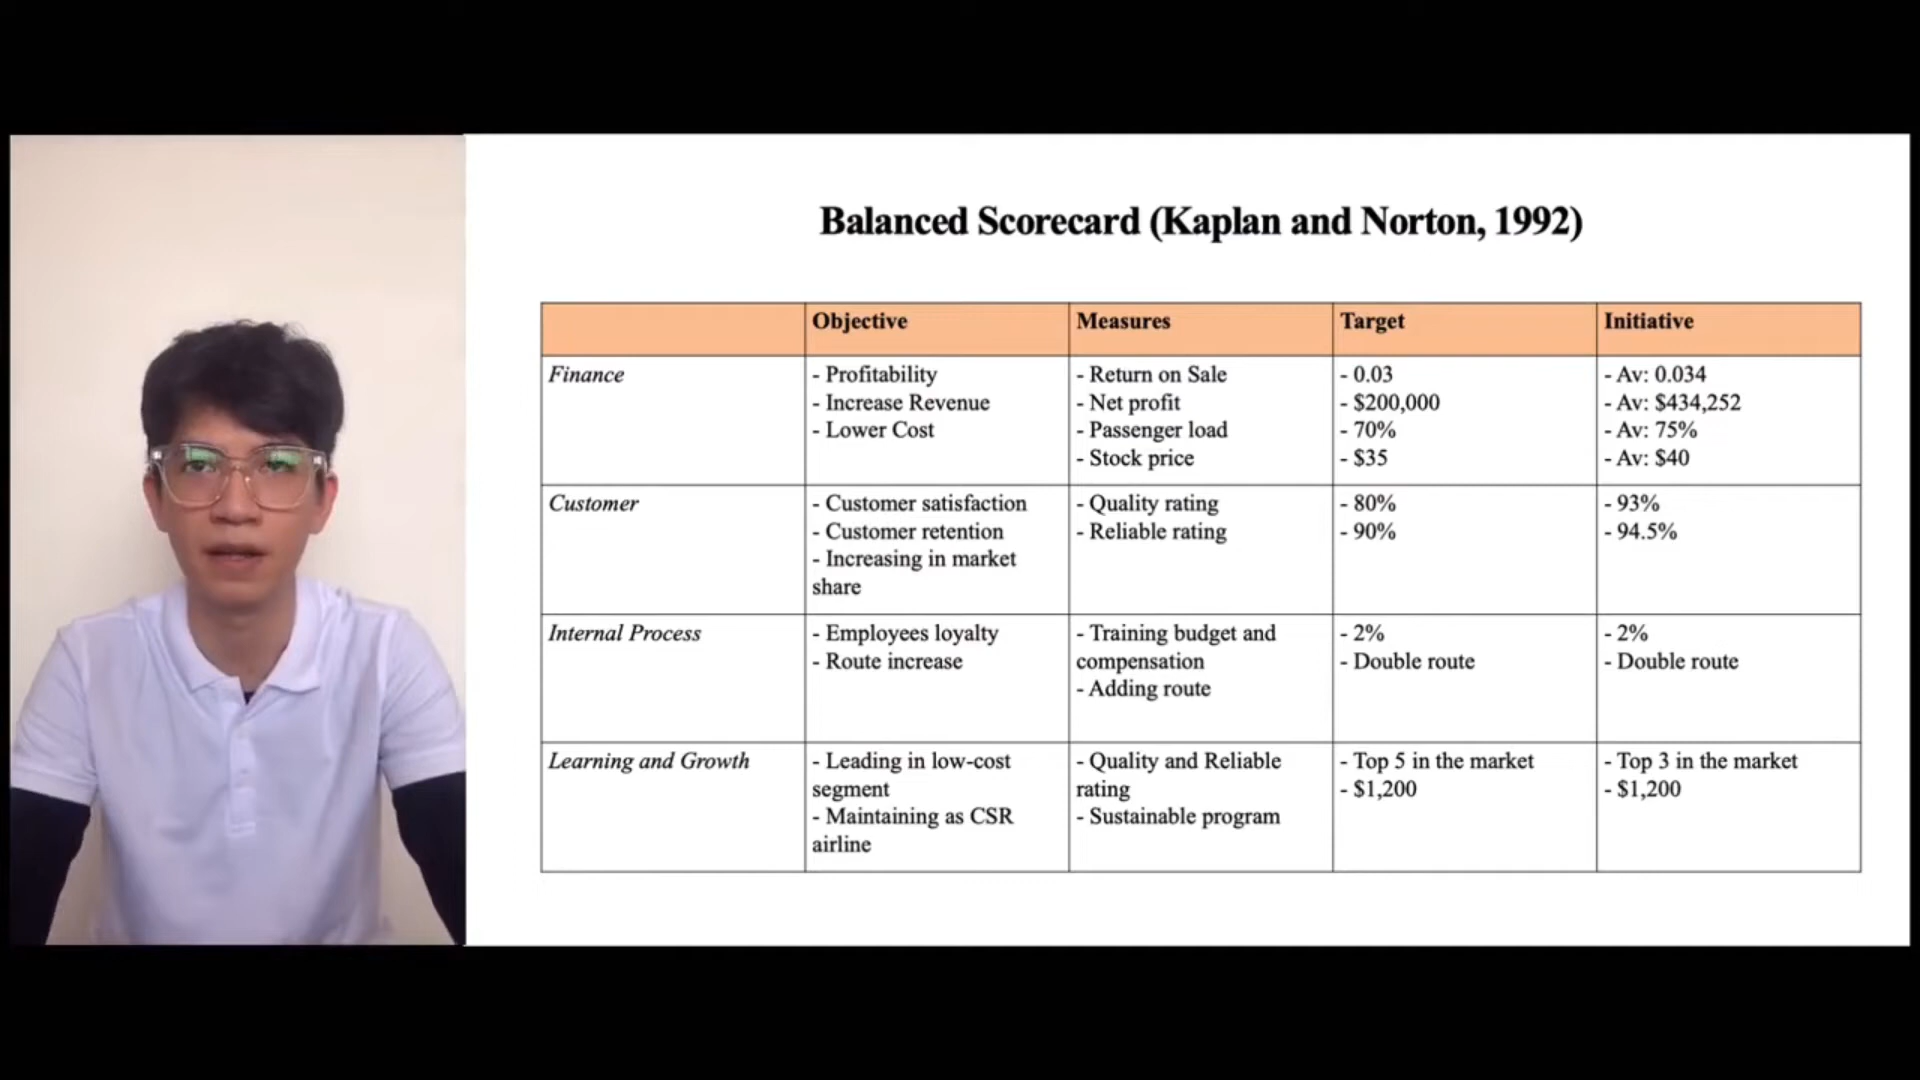 Balanced Scorecard (Kaplan and Norton, 1992)
Objective Measures Target Initiative
Finance
- Profitability
- Increase Revenue
- Lower Cost
- Return on Sale
- Net profit
- Passenger load
- Stock price
- 0.03
- $200,000
- 70%
- $35
- Av: 0.034
- Av: $434,252
- Av: 75%
- Av: $40
Customer
- Customer satisfaction
- Customer retention
- Increasing in market
share
- Quality rating
- Reliable rating
- 80%
- 90%
- 93%
- 94.5%
Internal Process
- Employees loyalty
- Route increase
- Training budget and
compensation
- Adding route
- 2%
- Double route
- 2%
- Double route
Learning and Growth
- Leading in low-cost
segment
- Maintaining as CSR
airline
- Quality and Reliable
rating
- Sustainable program
- Top 5 in the market
- $1,200
- Top 3 in the market
- $1,200